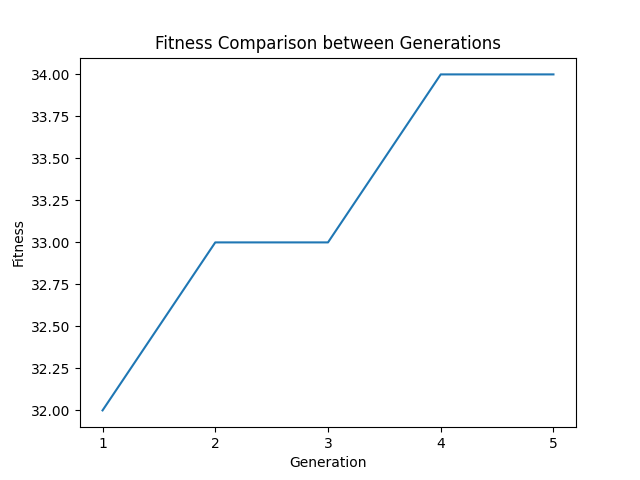 Fitness Comparison between Generations
34.00
33.75
33.50
33.25
33.00
32.75
32.50
32.25
32.00
Fitness
1 2 3 4 5
Generation